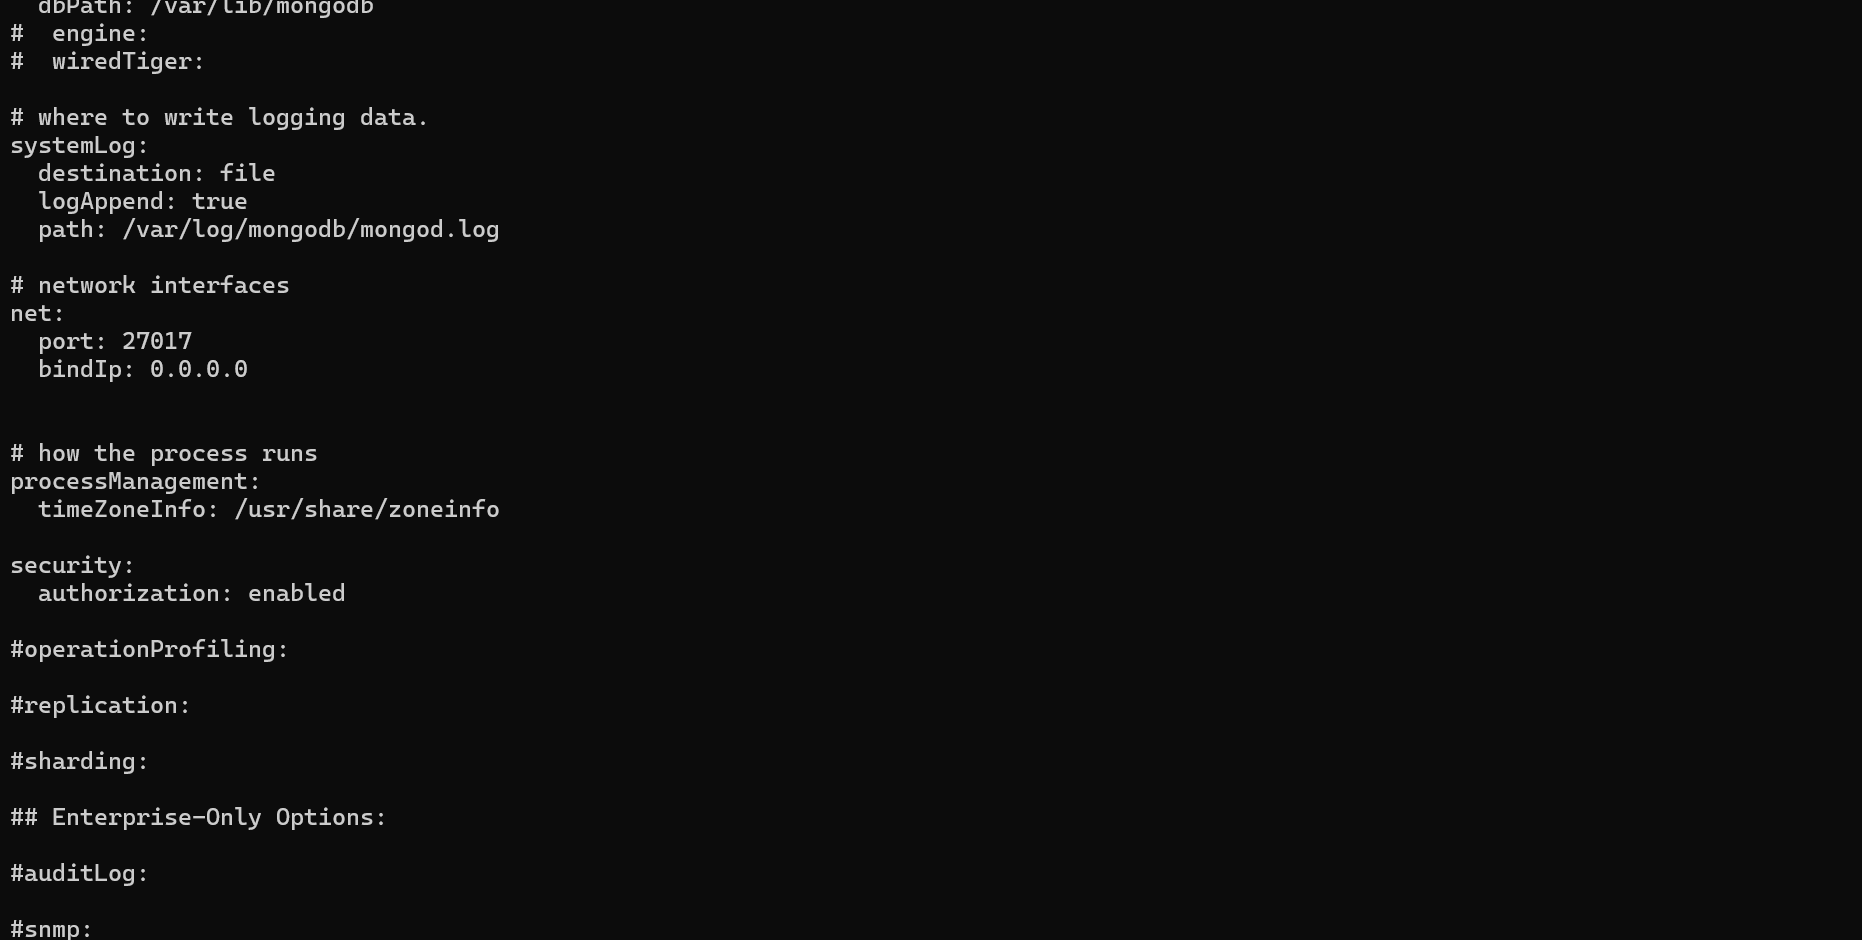 dbPath: /var/lib/mongodb
#  engine:
#  wiredTiger:

# where to write logging data.
systemLog:
  destination: file
  logAppend: true
  path: /var/log/mongodb/mongod.log

# network interfaces
net:
  port: 27017
  bindIp: 0.0.0.0


# how the process runs
processManagement:
  timeZoneInfo: /usr/share/zoneinfo

security:
  authorization: enabled

#operationProfiling:

#replication:

#sharding:

## Enterprise-Only Options:

#auditLog:

#snmp: